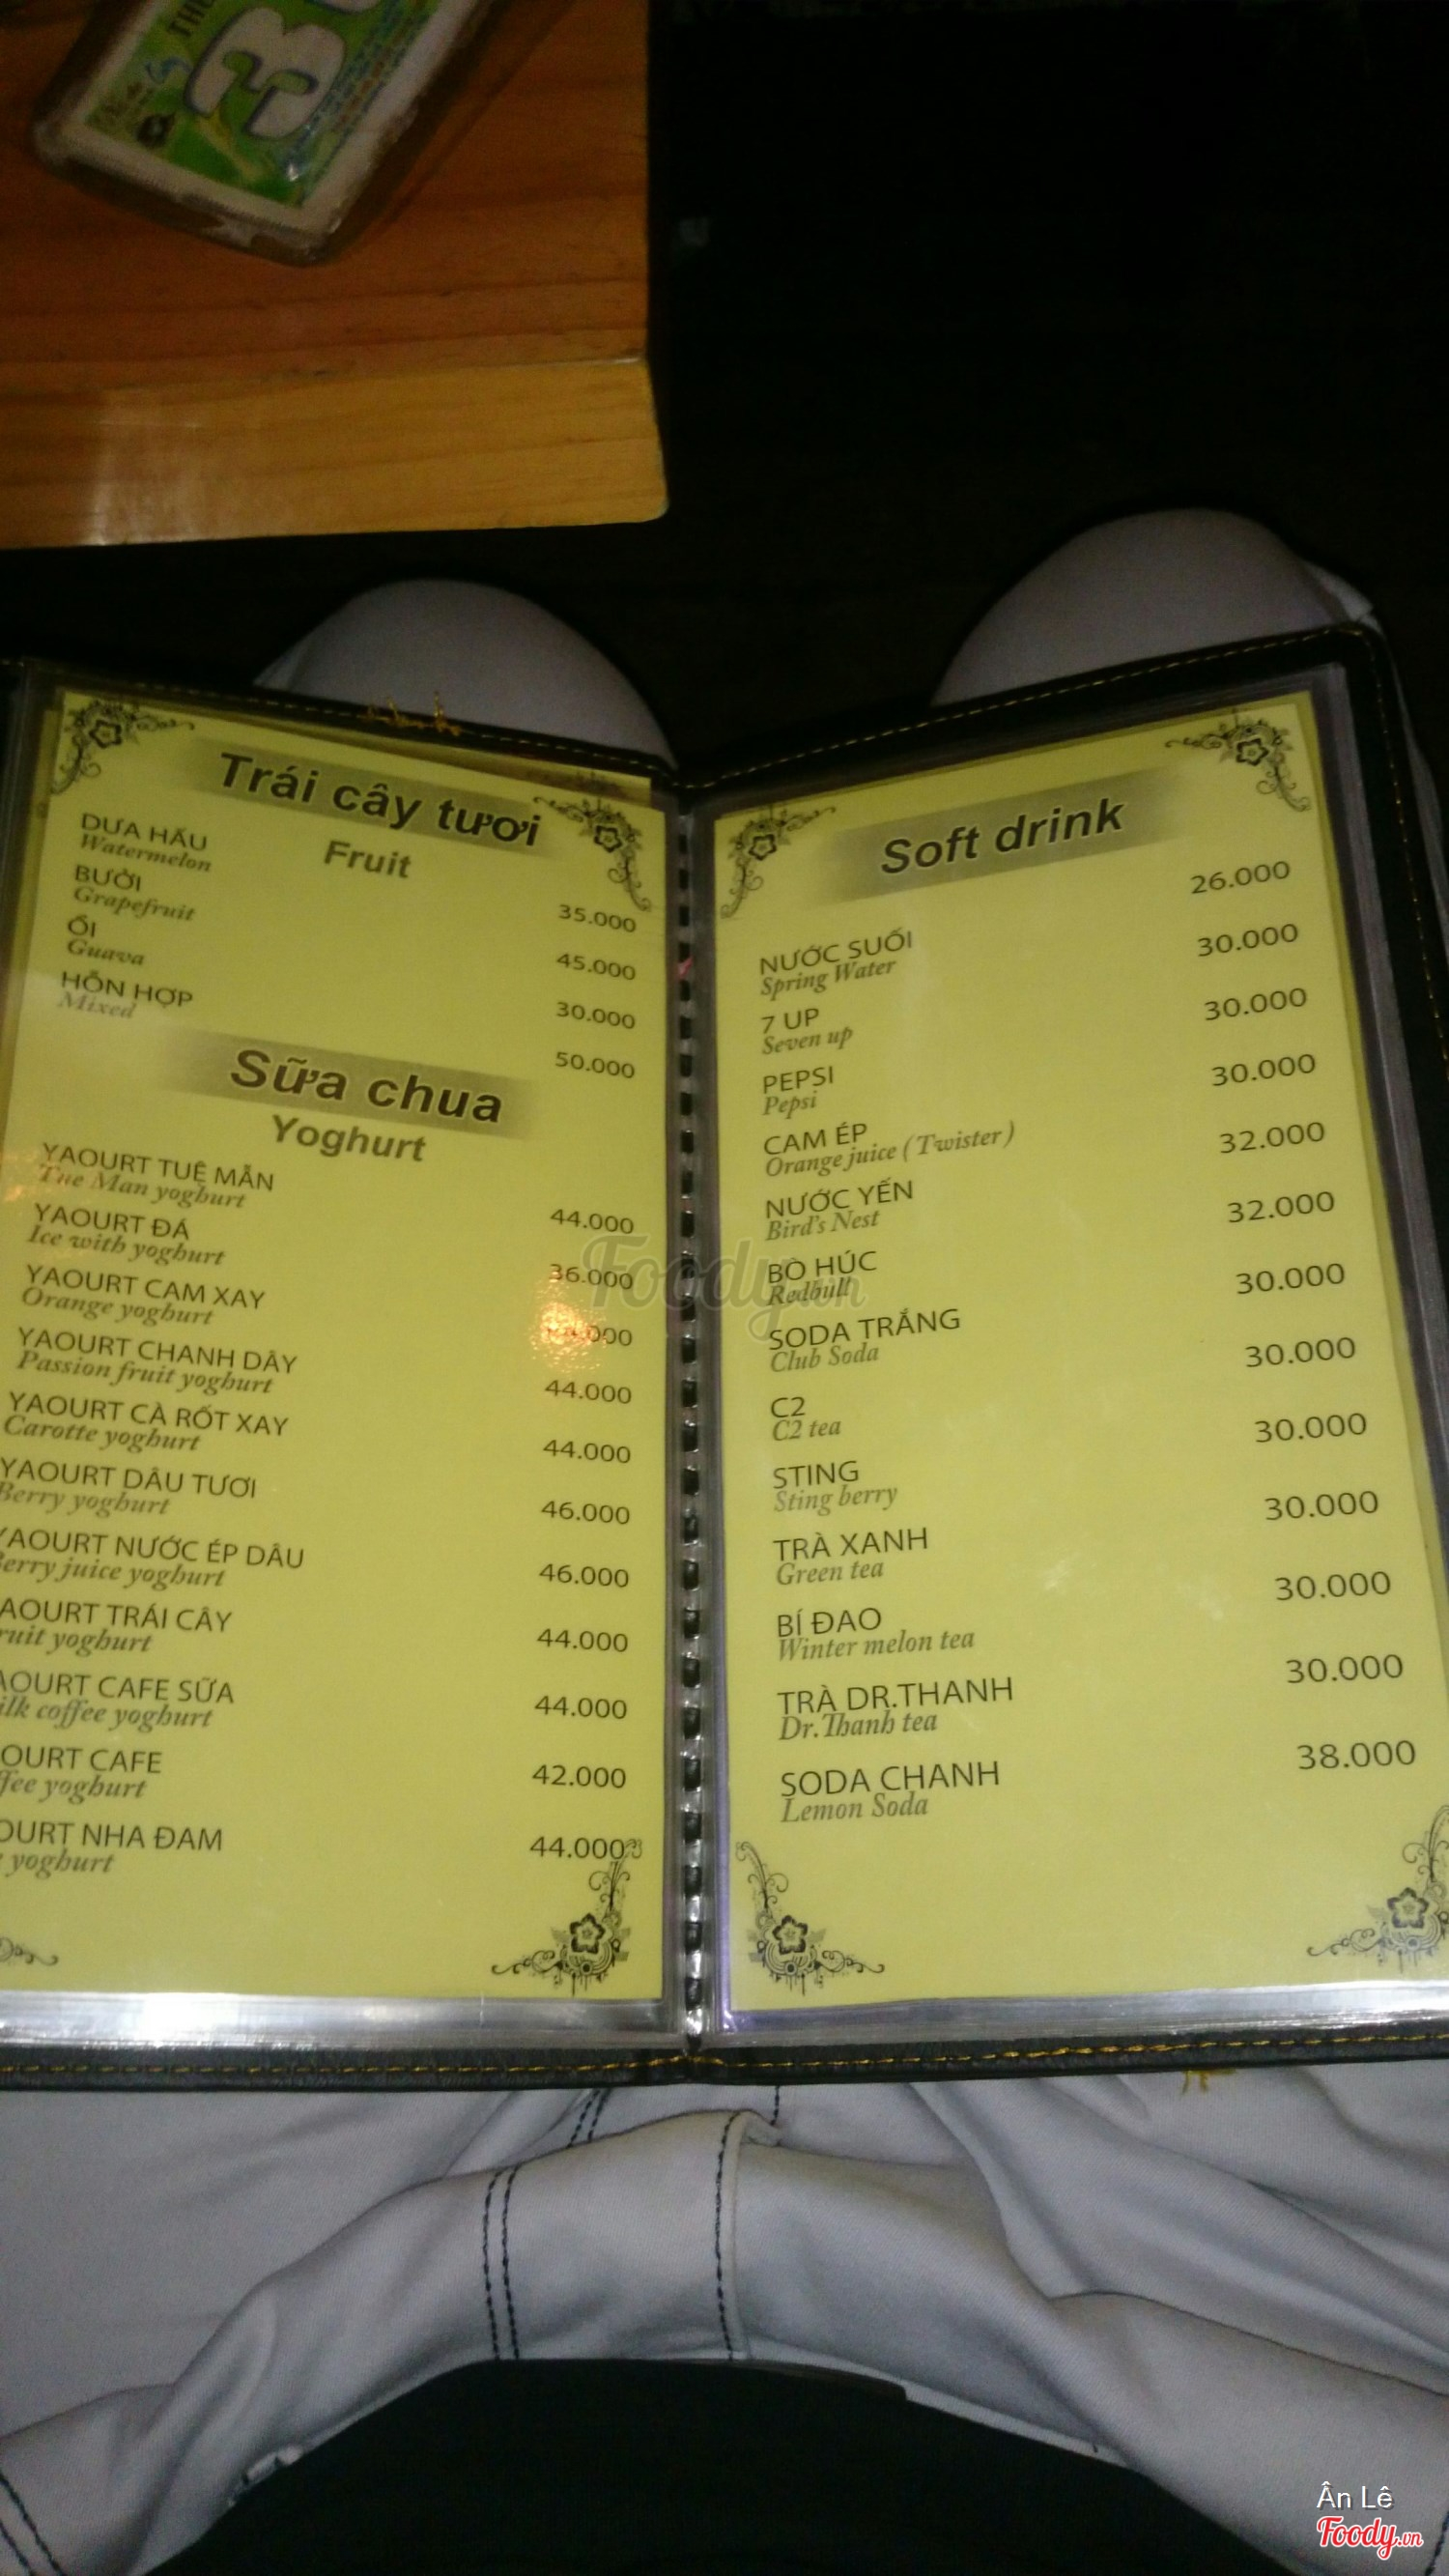 30
Trái cây tươi
Fruit
DƯA HẤU 35.000
Watermelon
BƯỞI 45.000
Grapefruit
ỔI 30.000
Guava
HỖN HỢP 50.000
Mixed
Sữa chua
Yoghurt
YAOURT TUỆ MẪN 44.000
Tue Man yoghurt
YAOURT ĐÁ 36.000
Ice with yoghurt
YAOURT CAM XAY
Orange yoghurt
YAOURT CHANH DÂY 44.000
Passion fruit yoghurt
YAOURT CÀ RỐT XAY 44.000
Carotte yoghurt
YAOURT DÂU TƯƠI 46.000
Berry yoghurt
YAOURT NƯỚC ÉP DÂU 46.000
Berry juice yoghurt
AOURT TRÁI CÂY 44.000
ruit yoghurt
AOURT CAFE SỮA 44.000
ilk coffee yoghurt
OURT CAFE 42.000
ffee yoghurt
OURT NHA ĐAM 44.000
yoghurt
Soft drink
NƯỚC SUỐI 26.000
Spring Water
7 UP 30.000
Seven up
PEPSI 30.000
Pepsi
CAM ÉP 30.000
Orange juice ( Twister )
NƯỚC YẾN 32.000
Bird's Nest
BÒ HÚC 32.000
Redbull
SODA TRẮNG 30.000
Club Soda
C2 30.000
C2 tea
STING 30.000
Sting berry
TRÀ XANH 30.000
Green tea
BÍ ĐAO 30.000
Winter melon tea
TRÀ DR.THANH 30.000
Dr.Thanh tea
SODA CHANH 38.000
Lemon Soda
Foody.vn
Ân Lê
Foody.vn